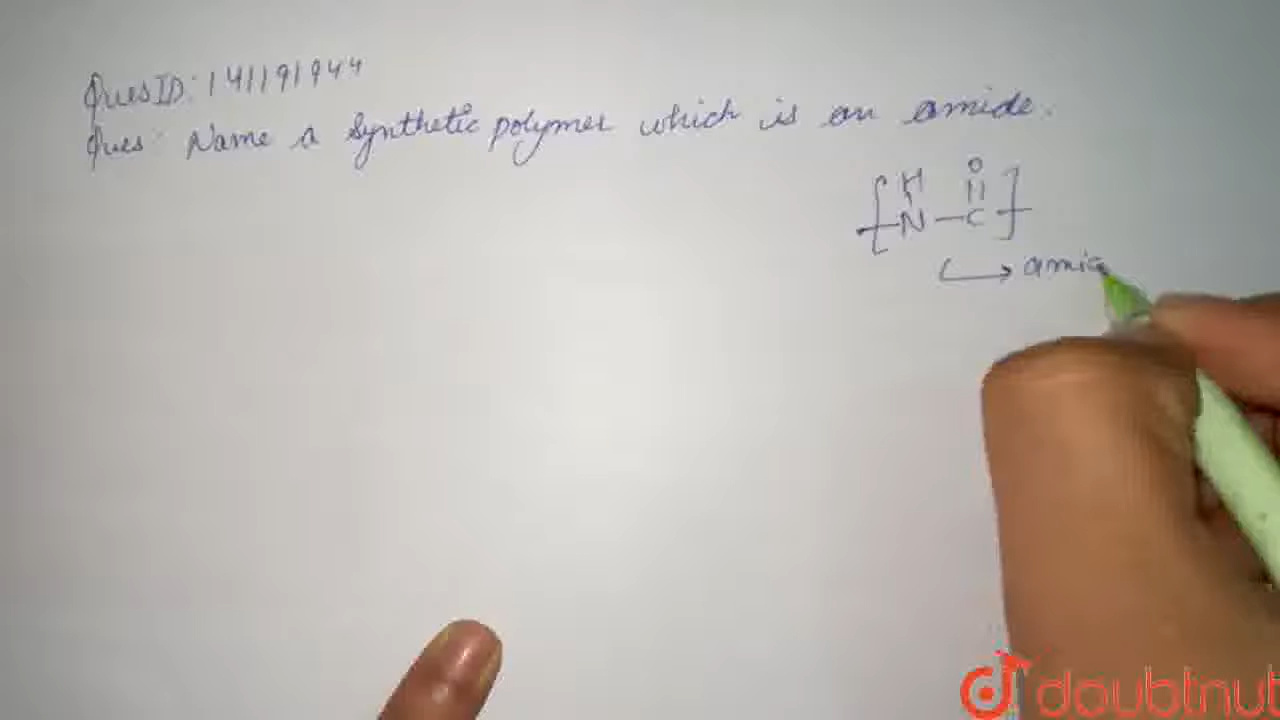 QuesID: 141191944
Ques: Name a synthetic polymer which is an amide.
H O
N - C
amid
doubtnut